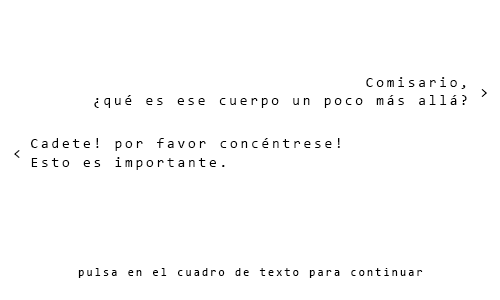 Comisario,
¿qué es ese cuerpo un poco más allá? >
< Cadete! por favor concéntrese!
Esto es importante.
pulsa en el cuadro de texto para continuar